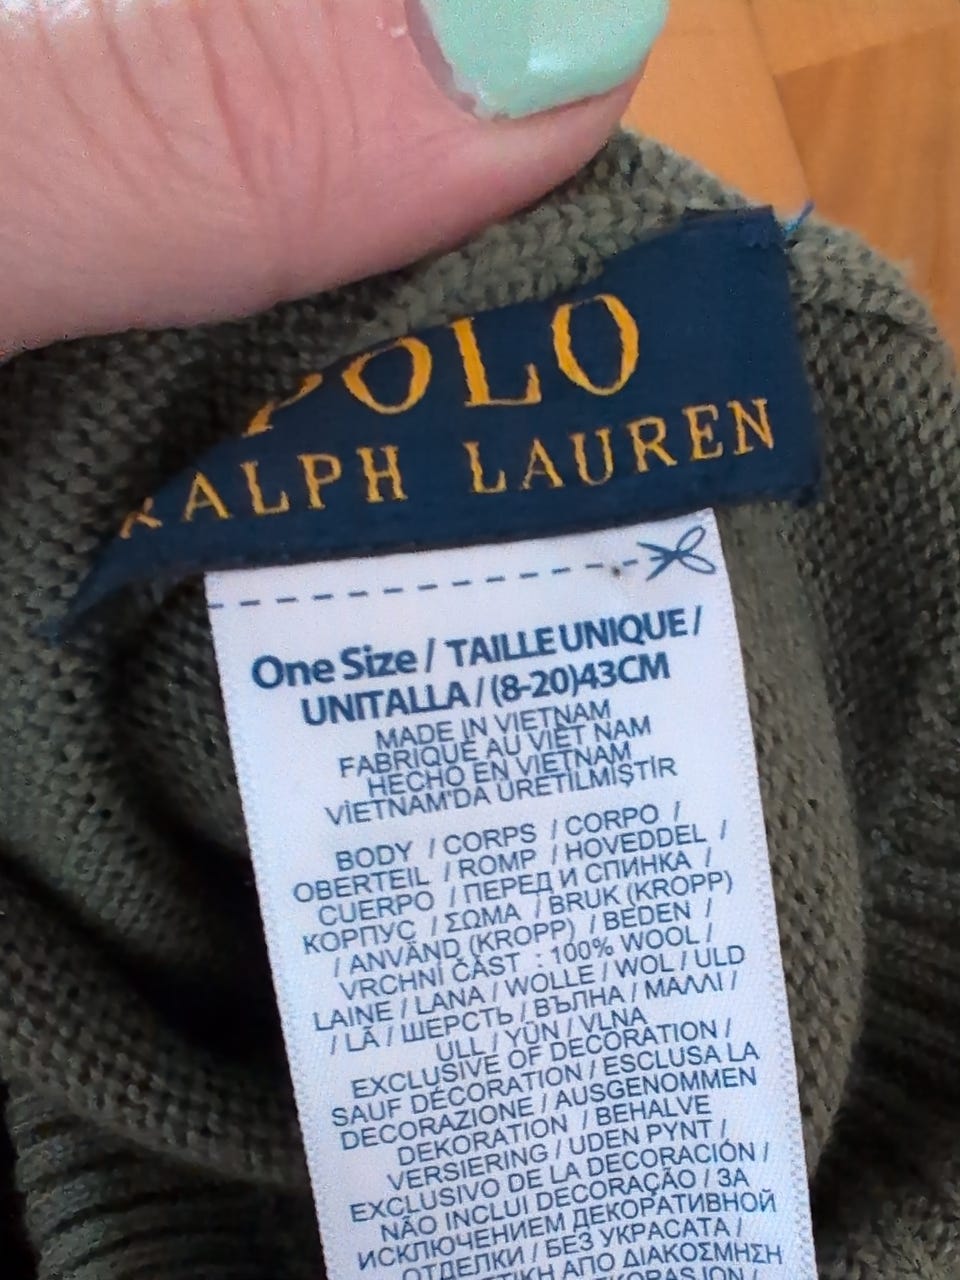 POLO
RALPH LAUREN
One Size / TAILLE UNIQUE /
UNITALLA / (8-20)43CM
MADE IN VIETNAM
FABRIQUÉ AU VIET NAM
HECHO EN VIETNAM
VİETNAM'DA ÜRETİLMİŞTİR
BODY / CORPS / CORPO /
OBERTEIL / ROMP / HOVEDDEL /
CUERPO / ПЕРЕД И СПИНКА /
КОРПУС / ΣΩΜΑ / BRUK (KROPP)
/ ANVÄND (KROPP) / BEDEN /
VRCHNÍ ČÁST : 100% WOOL /
LAINE / LANA / WOLLE / WOL / ULD
/ LÃ / ШЕРСТЬ / ВЪЛНА / ΜΑΛΛΙ /
ULL / YÜN / VLNA
EXCLUSIVE OF DECORATION /
SAUF DÉCORATION / ESCLUSA LA
DECORAZIONE / AUSGENOMMEN
DEKORATION / BEHALVE
VERSIERING / UDEN PYNT /
EXCLUSIVO DE LA DECORACIÓN /
NÃO INCLUI DECORAÇÃO / ЗА
ИСКЛЮЧЕНИЕМ ДЕКОРАТИВНОЙ
ОТДЕЛКИ / БЕЗ УКРАСАТА /
ΑΠΟ ΔΙΑΚΟΣΜΗΣΗ